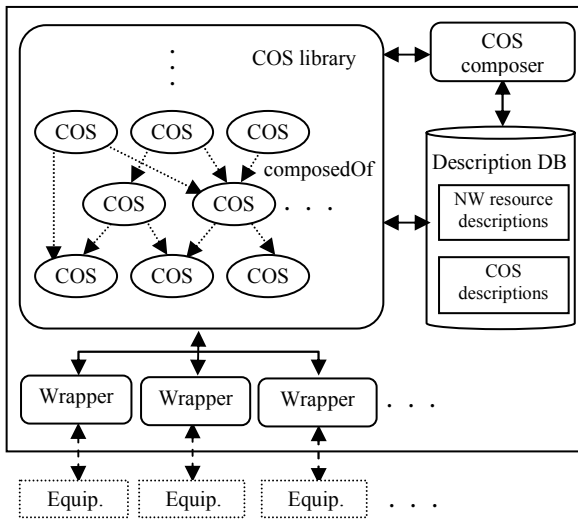 COS library
COS
composer
COS COS COS
composedOf
COS COS . . .
COS COS COS
Description DB
NW resource
descriptions
COS
descriptions
Wrapper Wrapper Wrapper . . .
Equip. Equip. Equip. . . .